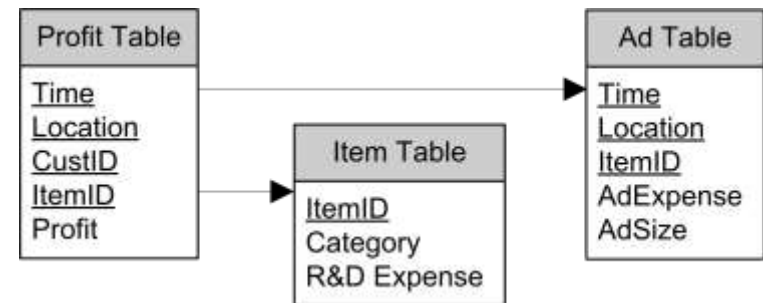 Profit Table
Time
Location
CustID
ItemID
Profit
Item Table
ItemID
Category
R&D Expense
Ad Table
Time
Location
ItemID
AdExpense
AdSize